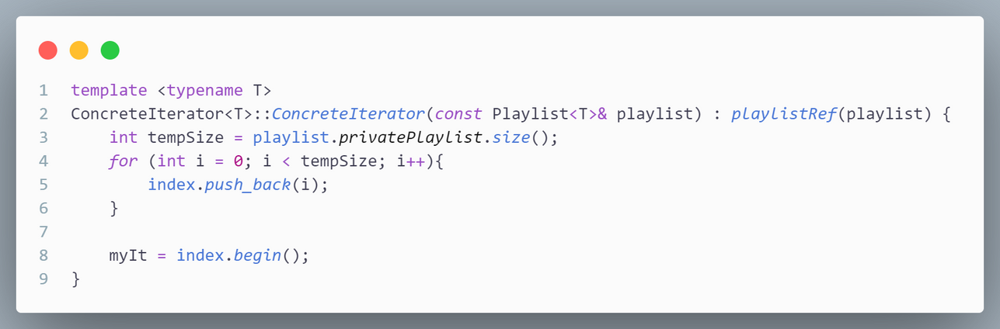 1 template <typename T>
2 ConcreteIterator<T>::ConcreteIterator(const Playlist<T>& playlist) : playlistRef(playlist) {
3     int tempSize = playlist.privatePlaylist.size();
4     for (int i = 0; i < tempSize; i++){
5         index.push_back(i);
6     }
7
8     myIt = index.begin();
9 }